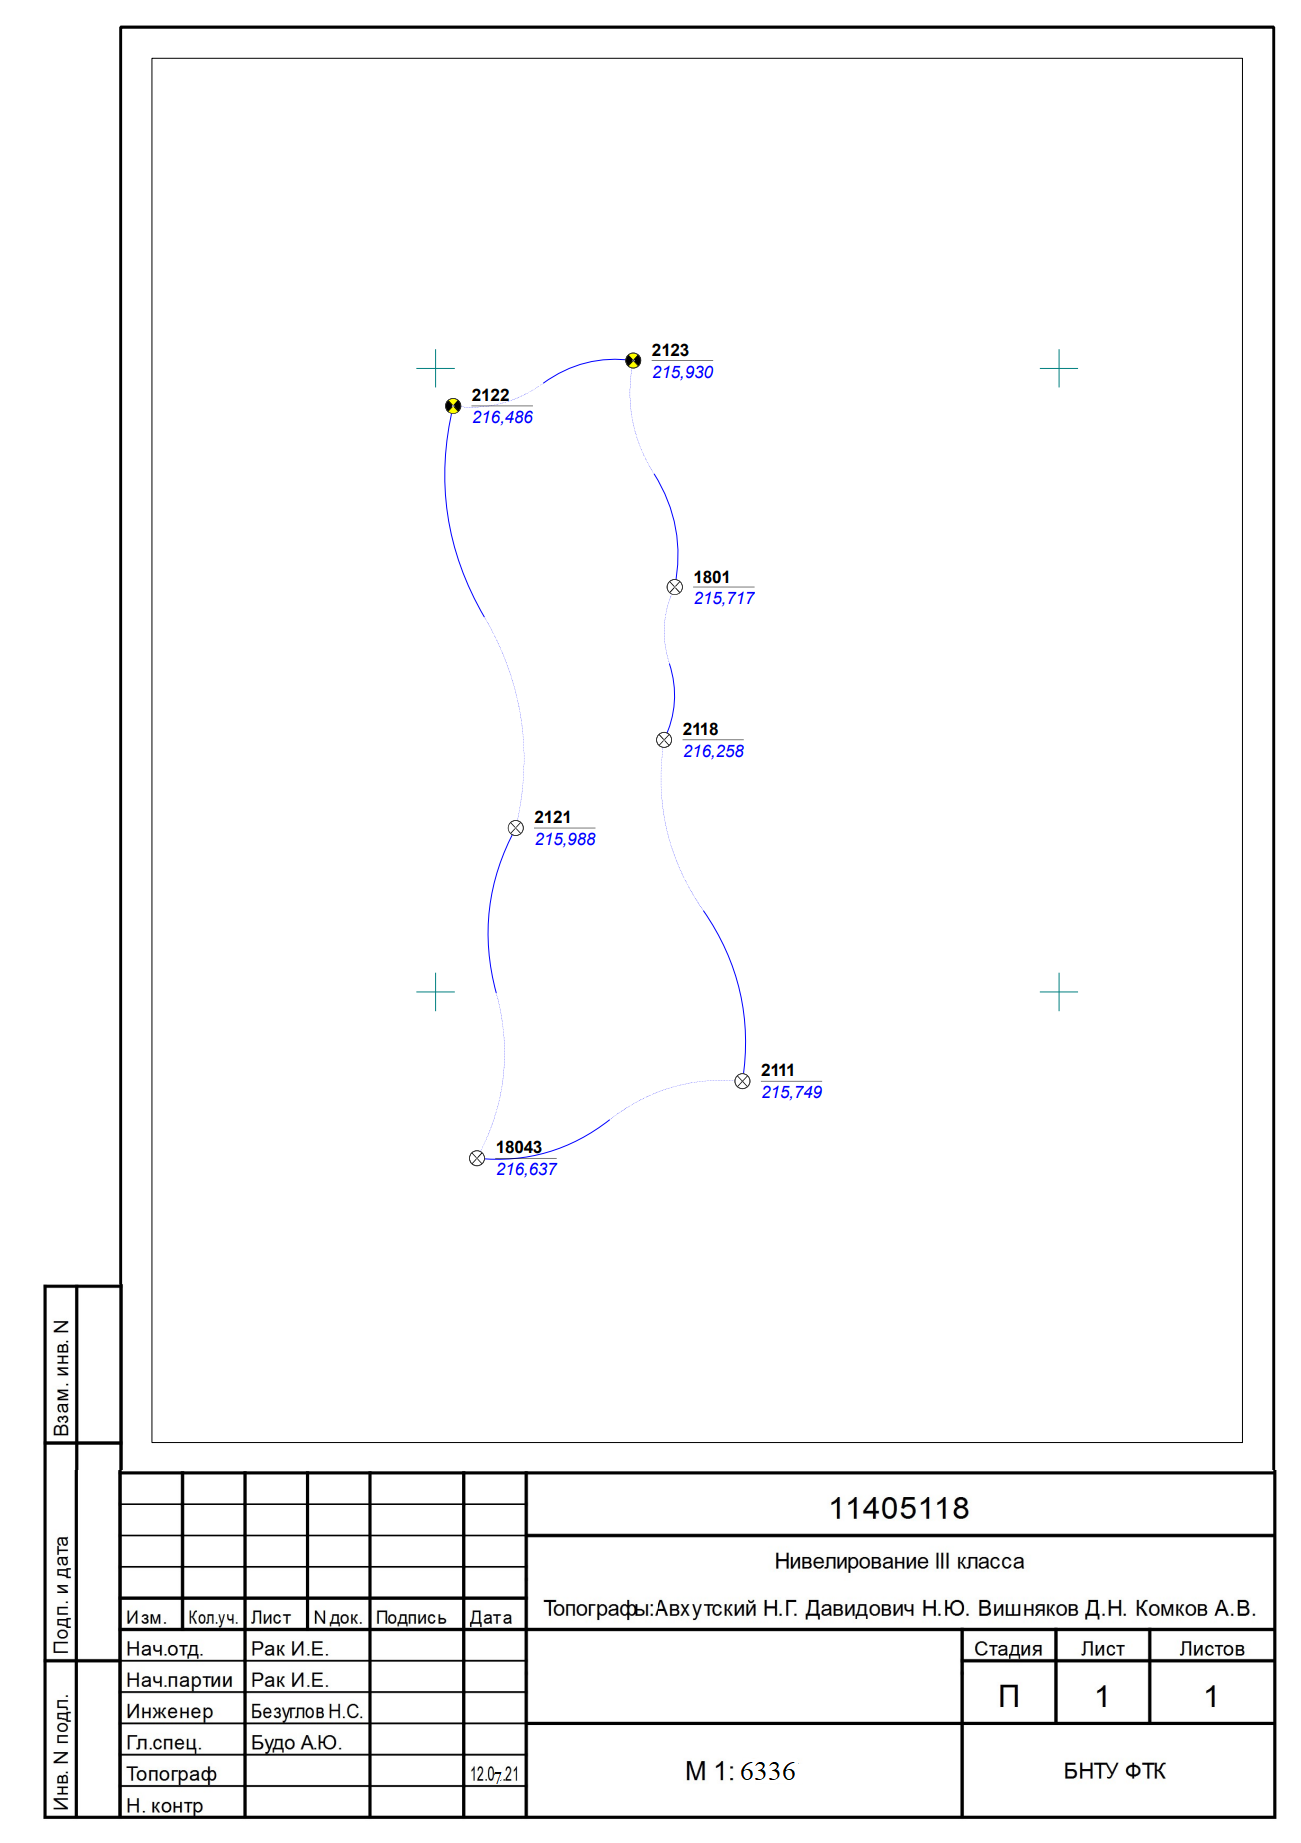 2123
215,930
2122
216,486
1801
215,717
2118
216,258
2121
215,988
2111
215,749
18043
216,637
Взам. инв. N
Подп. и дата
Инв. N подл.
11405118
Нивелирование III класса
Топографы:Авхутский Н.Г. Давидович Н.Ю. Вишняков Д.Н. Комков А.В.
Изм. Кол.уч. Лист N док. Подпись Дата
Нач.отд. Рак И.Е. Стадия Лист Листов
Нач.партии Рак И.Е.
П 1 1
Инженер Безуглов Н.С.
Гл.спец. Будо А.Ю.
Топограф 12.07.21
М 1: 6336 БНТУ ФТК
Н. контр